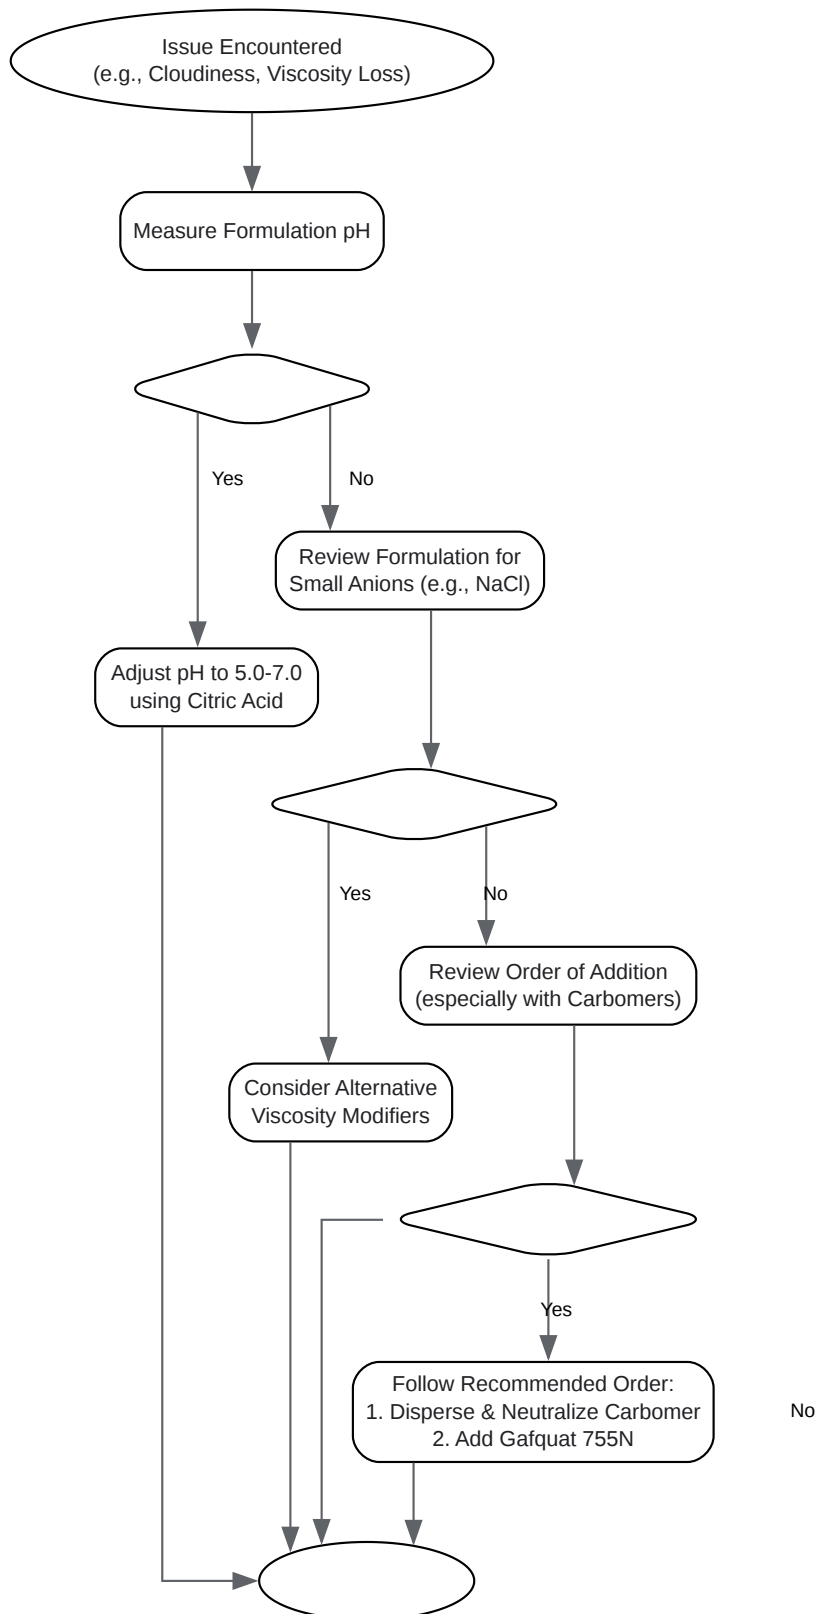 Issue Encountered
(e.g., Cloudiness, Viscosity Loss)
Measure Formulation pH
Yes
No
Review Formulation for
Small Anions (e.g., NaCl)
Adjust pH to 5.0-7.0
using Citric Acid
Yes
No
Review Order of Addition
(especially with Carbomers)
Consider Alternative
Viscosity Modifiers
Yes
Follow Recommended Order:
1. Disperse & Neutralize Carbomer
2. Add Gafquat 755N
No